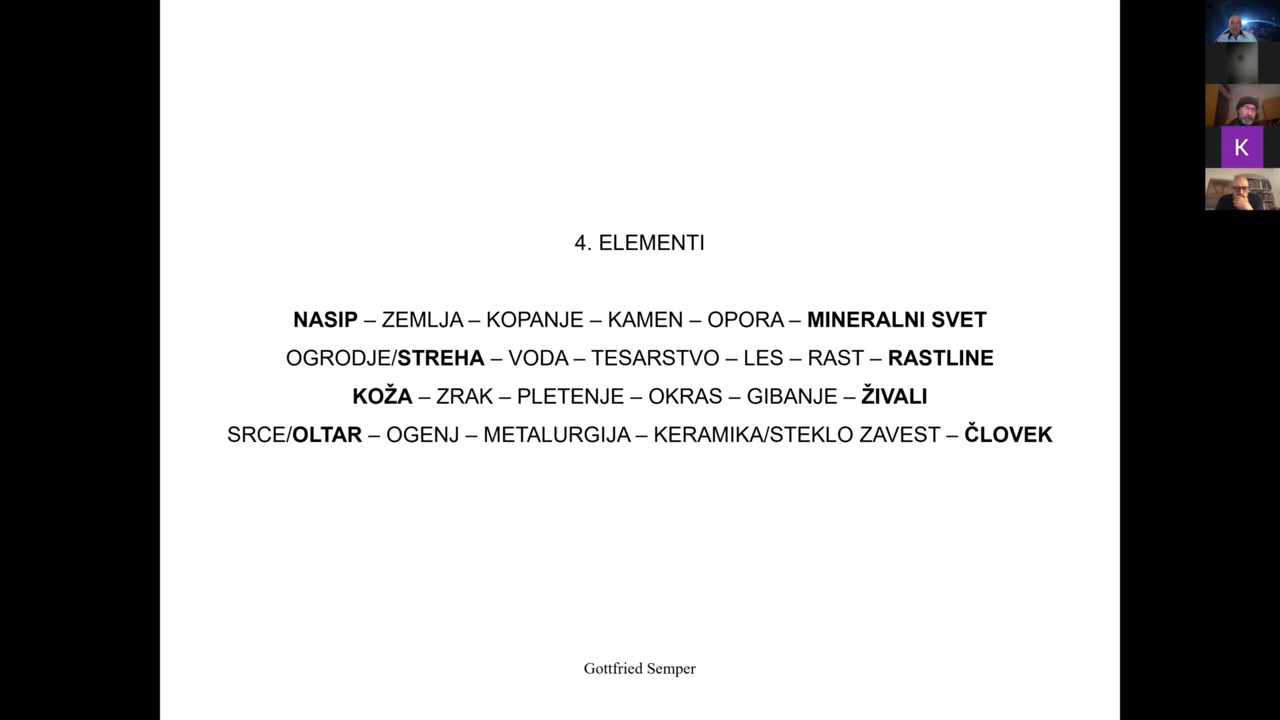 4. ELEMENTI
NASIP – ZEMLJA – KOPANJE – KAMEN – OPORA – MINERALNI SVET
OGRODJE/STREHA – VODA – TESARSTVO – LES – RAST – RASTLINE
KOŽA – ZRAK – PLETENJE – OKRAS – GIBANJE – ŽIVALI
SRCE/OLTAR – OGENJ – METALURGIJA – KERAMIKA/STEKLO ZAVEST – ČLOVEK
Gottfried Semper
K